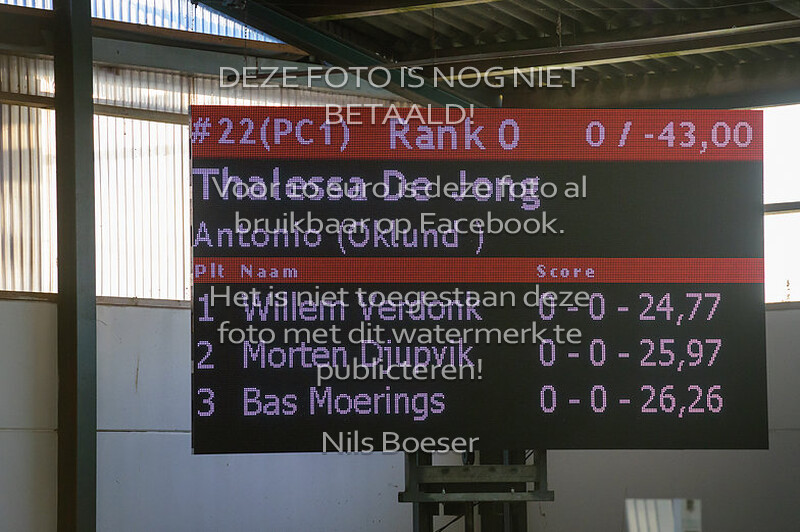 DEZE FOTO IS NOG NIET
BETAALD!
#22(PC1) Rank 0 0 / -43,00
Thalessa De Jong
Voor 10 euro is deze foto al
bruikbaar op Facebook.
Antonio (Oklund )
Plt Naam Score
Het is niet toegestaan deze
1 Willem Verdonk 0 - 0 - 24,77
foto met dit watermerk te
2 Morten Djupvik 0 - 0 - 25,97
publiceren!
3 Bas Moerings 0 - 0 - 26,26
Nils Boeser